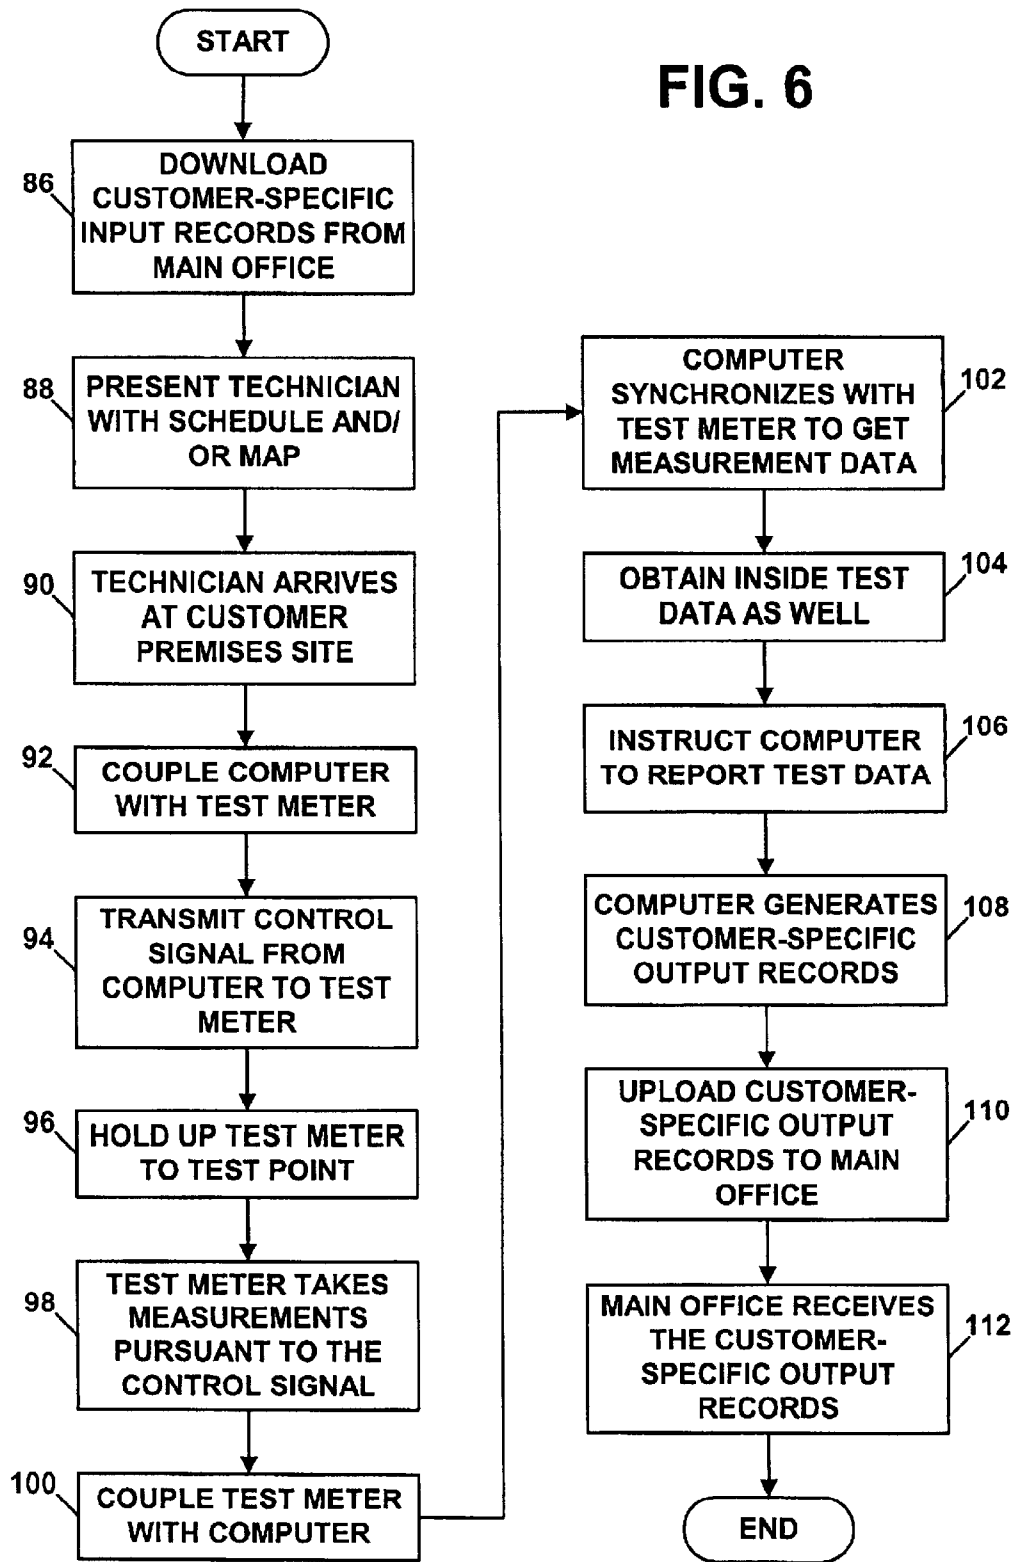 FIG. 6
START
86
DOWNLOAD
CUSTOMER-SPECIFIC
INPUT RECORDS FROM
MAIN OFFICE
88
PRESENT TECHNICIAN
WITH SCHEDULE AND/
OR MAP
90
TECHNICIAN ARRIVES
AT CUSTOMER
PREMISES SITE
92
COUPLE COMPUTER
WITH TEST METER
94
TRANSMIT CONTROL
SIGNAL FROM
COMPUTER TO TEST
METER
96
HOLD UP TEST METER
TO TEST POINT
98
TEST METER TAKES
MEASUREMENTS
PURSUANT TO THE
CONTROL SIGNAL
100
COUPLE TEST METER
WITH COMPUTER
COMPUTER
SYNCHRONIZES WITH
TEST METER TO GET
MEASUREMENT DATA
102
OBTAIN INSIDE TEST
DATA AS WELL
104
INSTRUCT COMPUTER
TO REPORT TEST DATA
106
COMPUTER GENERATES
CUSTOMER-SPECIFIC
OUTPUT RECORDS
108
UPLOAD CUSTOMER-
SPECIFIC OUTPUT
RECORDS TO MAIN
OFFICE
110
MAIN OFFICE RECEIVES
THE CUSTOMER-
SPECIFIC OUTPUT
RECORDS
112
END